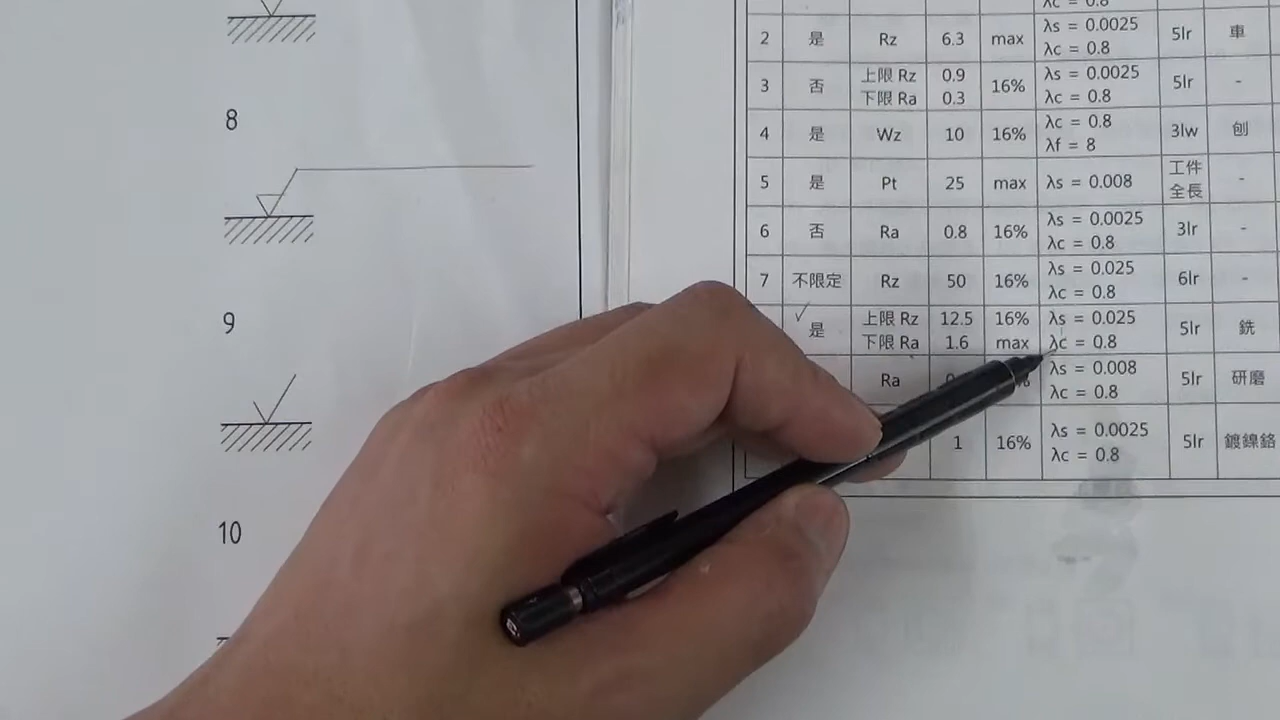 8
9
10
λc = 0.8
2 是 Rz 6.3 max λs = 0.0025 λc = 0.8 5lr 車
3 否 上限 Rz 下限 Ra 0.9 0.3 16% λs = 0.0025 λc = 0.8 5lr -
4 是 Wz 10 16% λc = 0.8 λf = 8 3lw 刨
5 是 Pt 25 max λs = 0.008 工件全長 -
6 否 Ra 0.8 16% λs = 0.0025 λc = 0.8 3lr -
7 不限定 Rz 50 16% λs = 0.025 λc = 0.8 6lr -
是 上限 Rz 下限 Ra 12.5 1.6 16% max λs = 0.025 λc = 0.8 5lr 銑
Ra λs = 0.008 λc = 0.8 5lr 研磨
1 16% λs = 0.0025 λc = 0.8 5lr 鍍鎳鉻